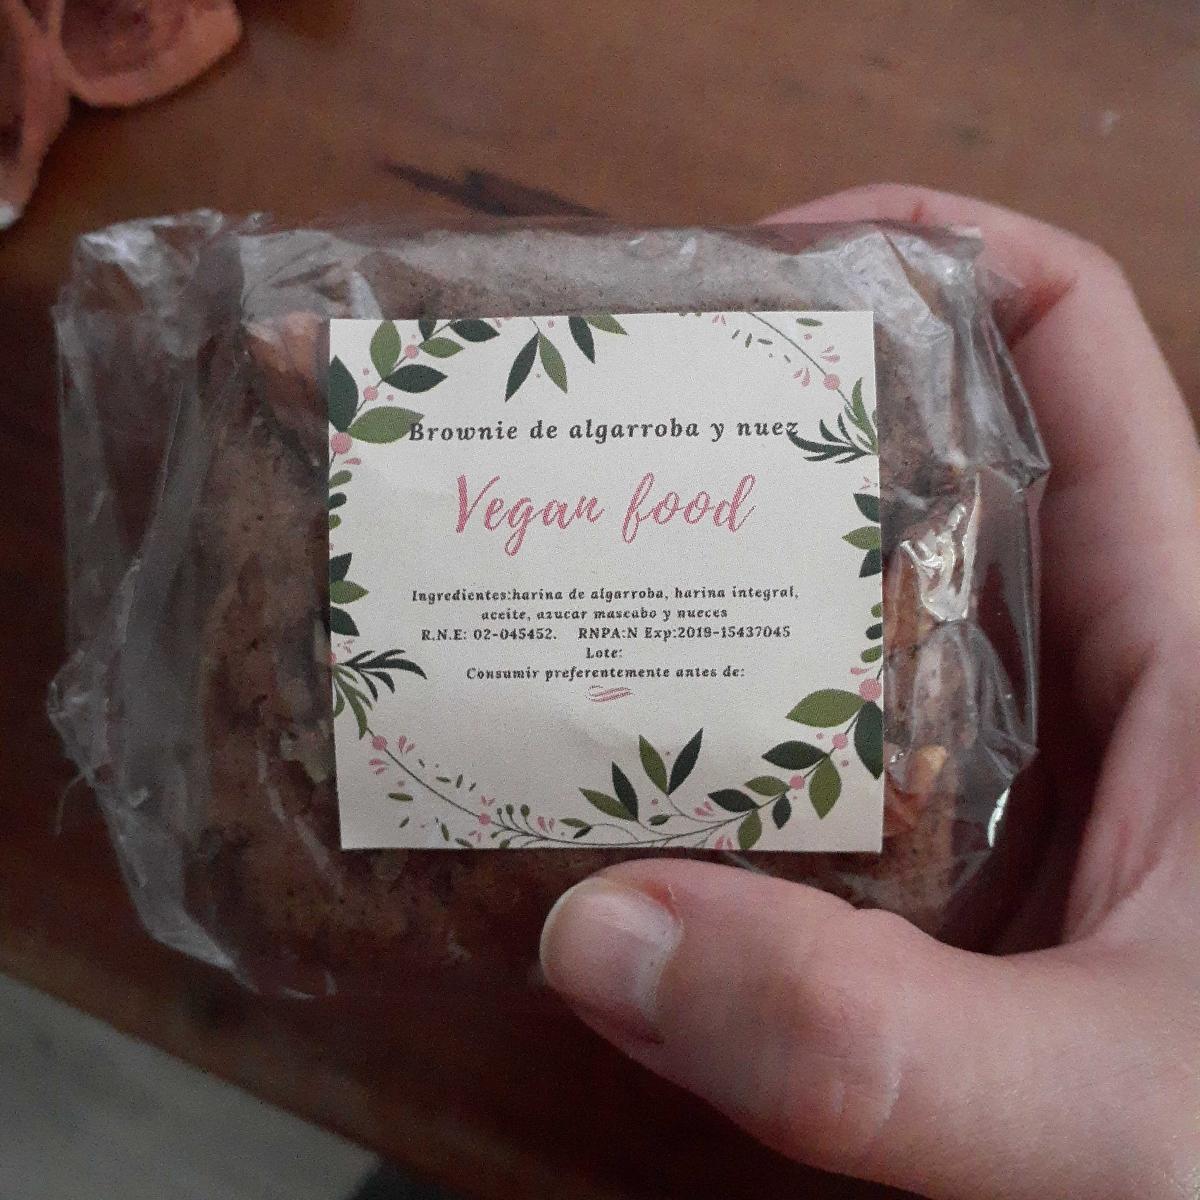 Brownie de algarroba y nuez
Vegan food
Ingredientes:harina de algarroba, harina integral,
aceite, azucar mascabo y nueces
R.N.E: 02-045452. RNPA:N Exp:2019-15437045
Lote:
Consumir preferentemente antes de: